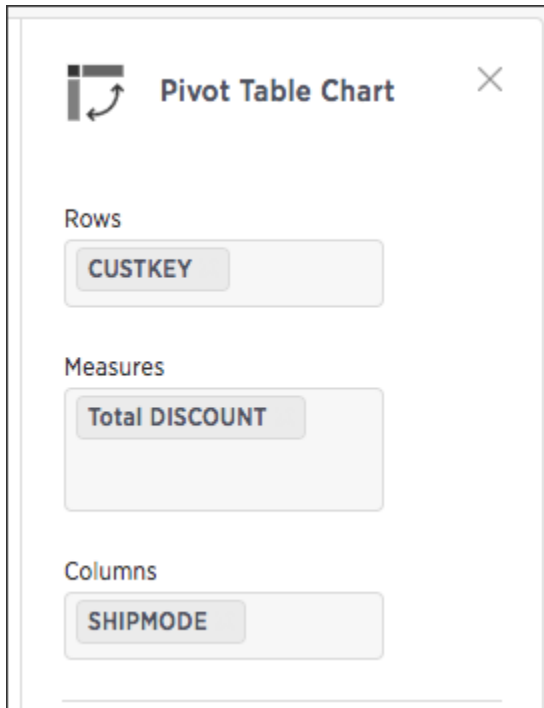 Pivot Table Chart
Rows
CUSTKEY
Measures
Total DISCOUNT
Columns
SHIPMODE